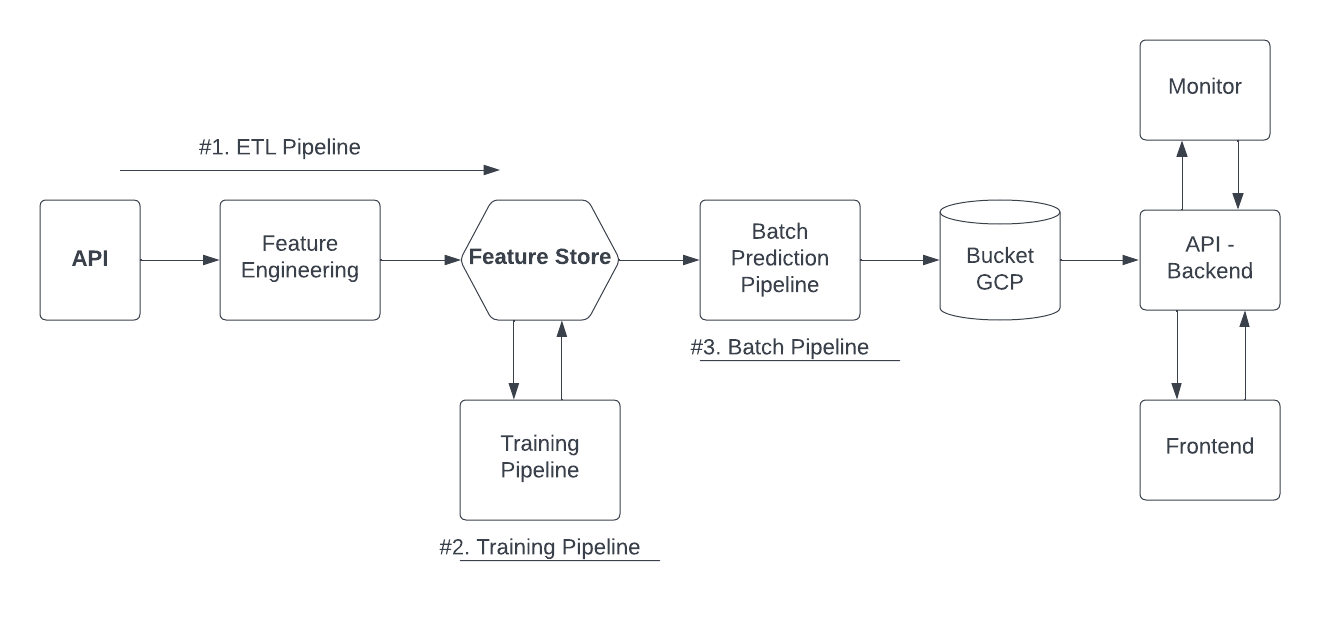 Monitor
#1. ETL Pipeline
API
Feature
Engineering
Feature Store
Batch
Prediction
Pipeline
Bucket
GCP
API -
Backend
#3. Batch Pipeline
Training
Pipeline
Frontend
#2. Training Pipeline